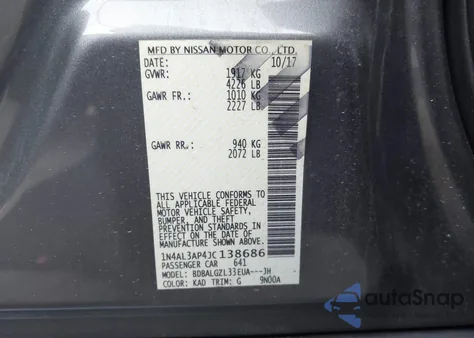 MFD BY NISSAN MOTOR CO., LTD.
DATE: 10/17
GVWR: 1917 KG
4226 LB
GAWR FR.: 1010 KG
2227 LB
GAWR RR.: 940 KG
2072 LB
THIS VEHICLE CONFORMS TO
ALL APPLICABLE FEDERAL
MOTOR VEHICLE SAFETY,
BUMPER, AND THEFT
PREVENTION STANDARDS IN
EFFECT ON THE DATE OF
MANUFACTURE SHOWN ABOVE.
1N4AL3AP4JC138686
PASSENGER CAR 641
MODEL: BDBALGZL33EUA---JH
COLOR: KAD TRIM: G 9N00A
autoSnap
Powered by